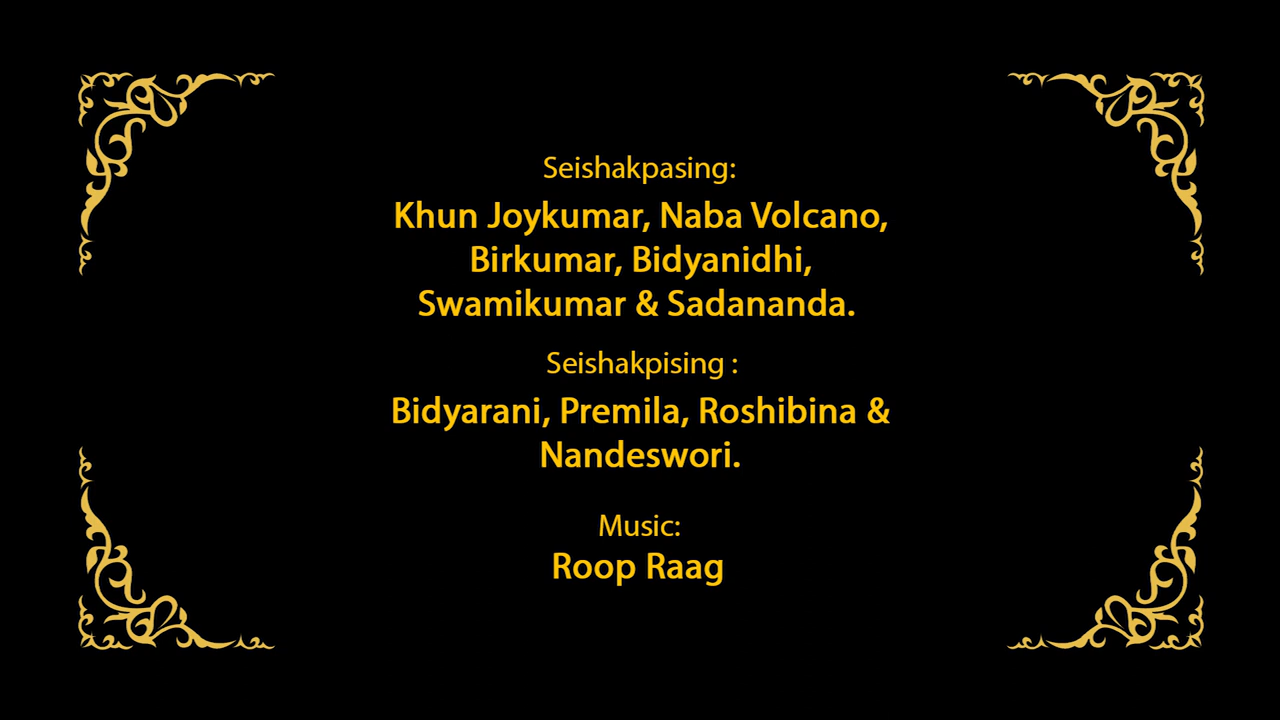 Seishakpasing:
Khun Joykumar, Naba Volcano,
Birkumar, Bidyanidhi,
Swamikumar & Sadananda.
Seishakpising :
Bidyarani, Premila, Roshibina &
Nandeswori.
Music:
Roop Raag